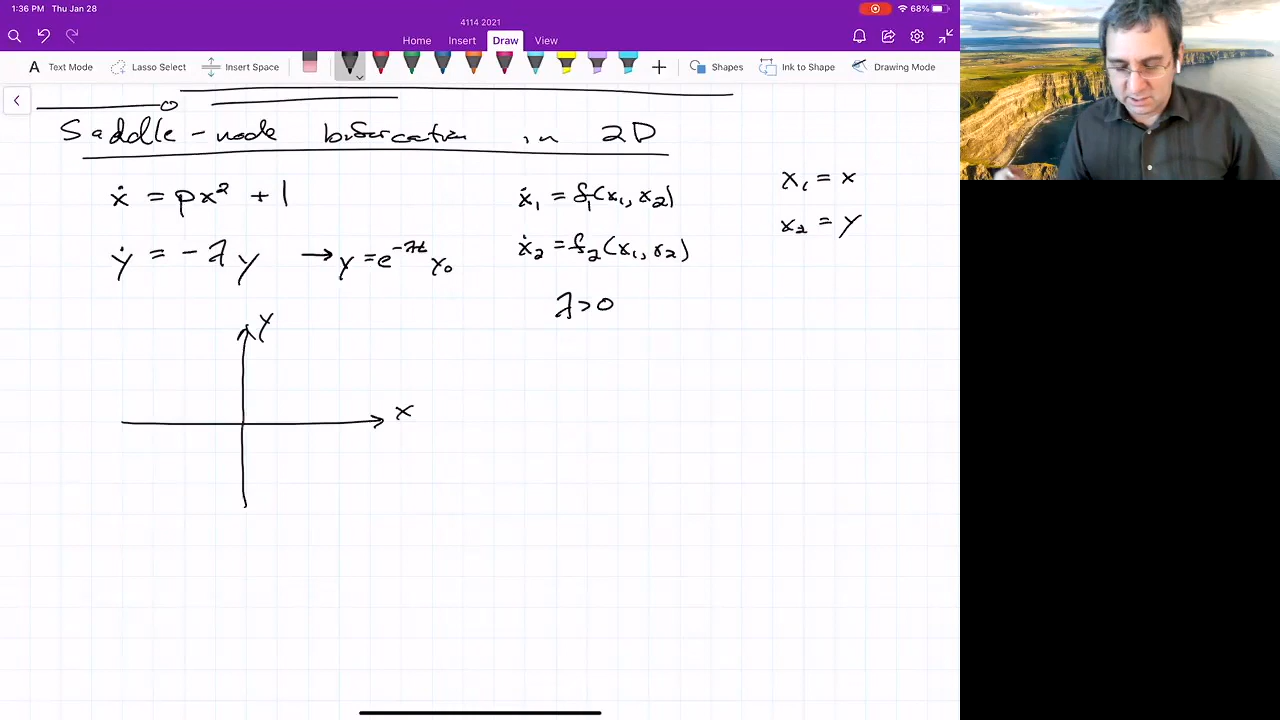 1:36 PM Thu Jan 28
68%
4114 2021
Home Insert Draw View
Text Mode Lasso Select Insert Space Shapes Ink to Shape Drawing Mode
Saddle-node bifurcation in 2D
ẋ = px² + 1
ẋ₁ = f₁(x₁, x₂)
x₁ = x
ẏ = -λy → y = e^{-λt} y₀
ẋ₂ = f₂(x₁, x₂)
x₂ = y
λ > 0
y
x